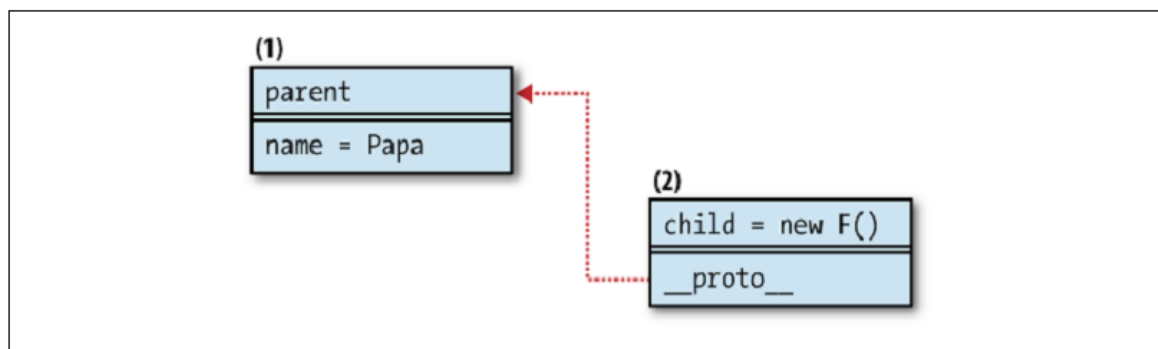 (1)
parent
name = Papa
(2)
child = new F()
__proto__